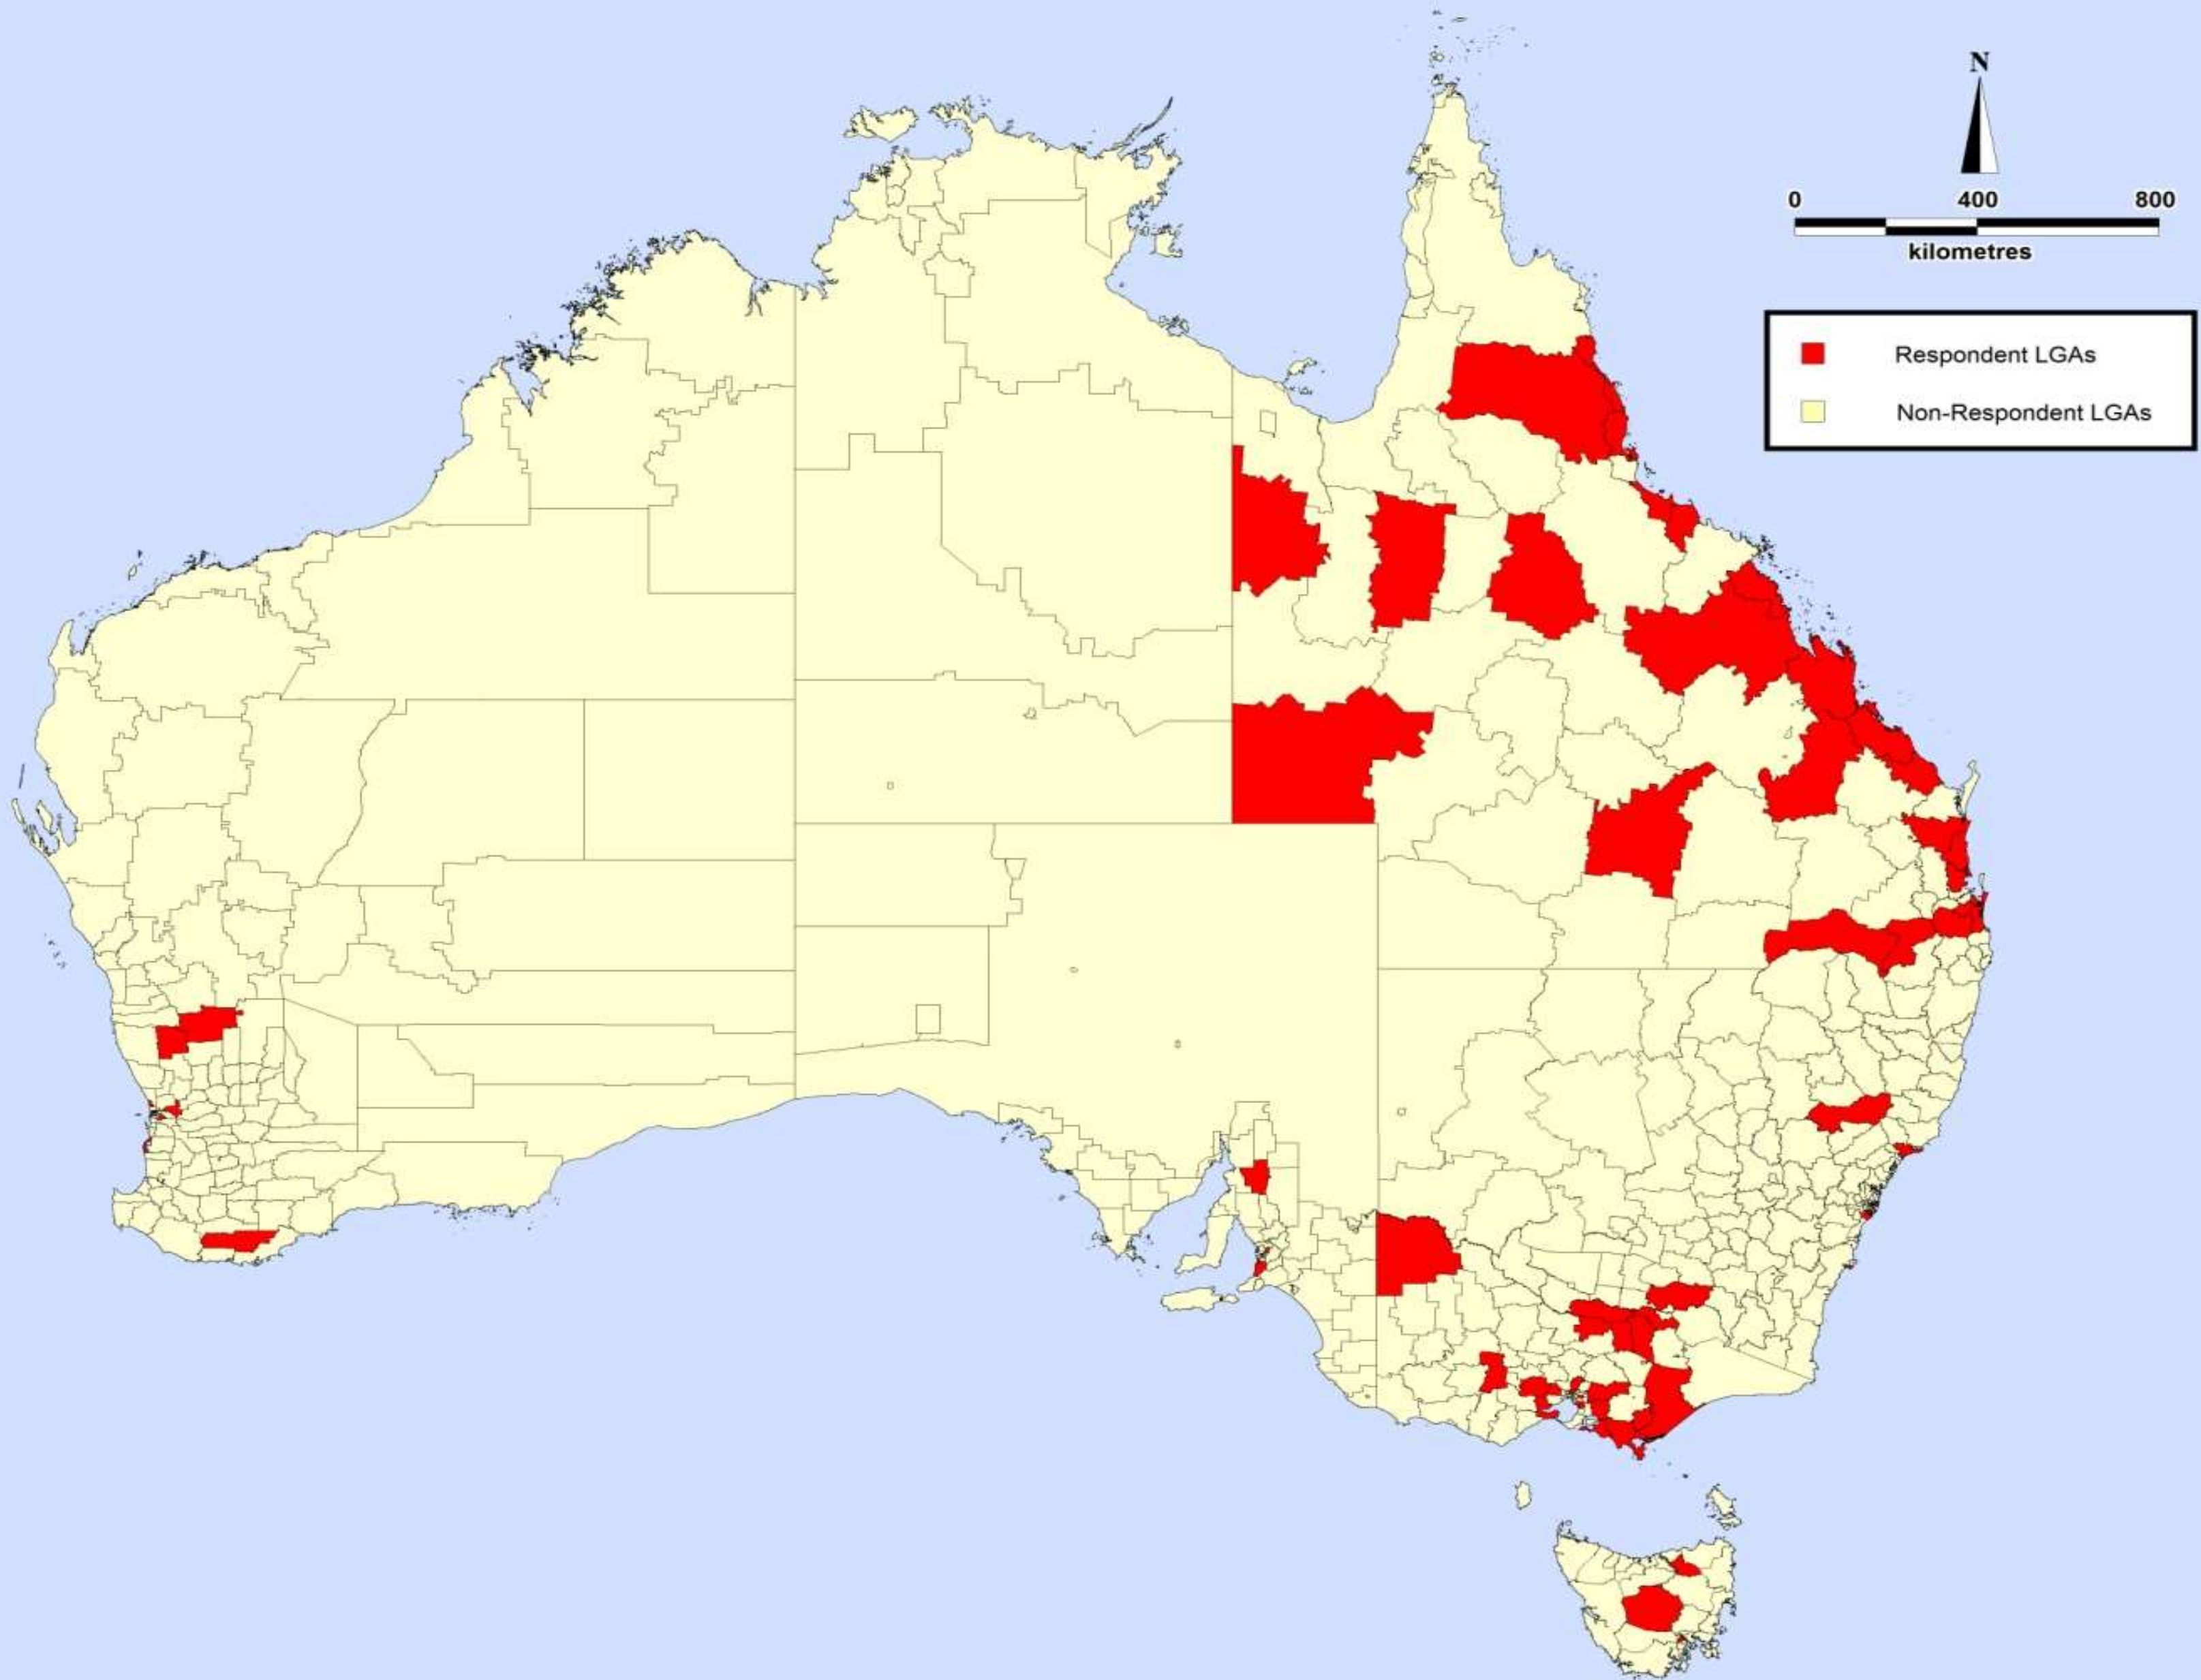 N
0 400 800
kilometres
Respondent LGAs
Non-Respondent LGAs